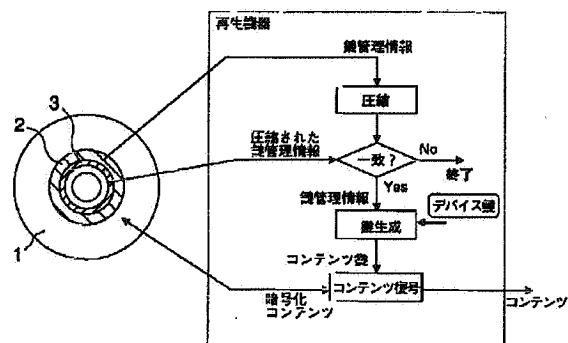 再生機器
鍵管理情報
圧縮
3
2
圧縮された
鍵管理情報
一致?
No
終了
Yes
鍵管理情報
デバイス鍵
鍵生成
1
コンテンツ鍵
暗号化
コンテンツ
コンテンツ復号
コンテンツ